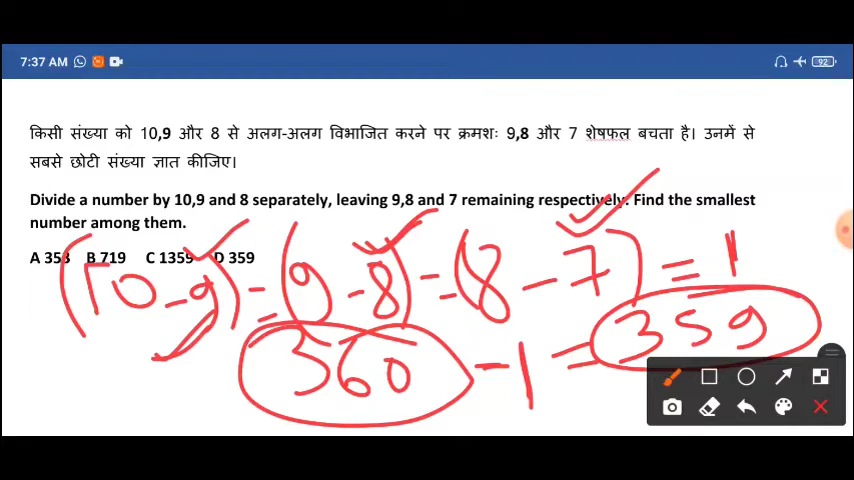 7:37 AM 92
किसी संख्या को 10,9 और 8 से अलग-अलग विभाजित करने पर क्रमशः 9,8 और 7 शेषफल बचता है। उनमें से
सबसे छोटी संख्या ज्ञात कीजिए।
Divide a number by 10,9 and 8 separately, leaving 9,8 and 7 remaining respectively. Find the smallest
number among them.
A 353 B 719 C 1359 D 359
(10-9) = (9-8) = (8-7) = 1
360 - 1 = 359